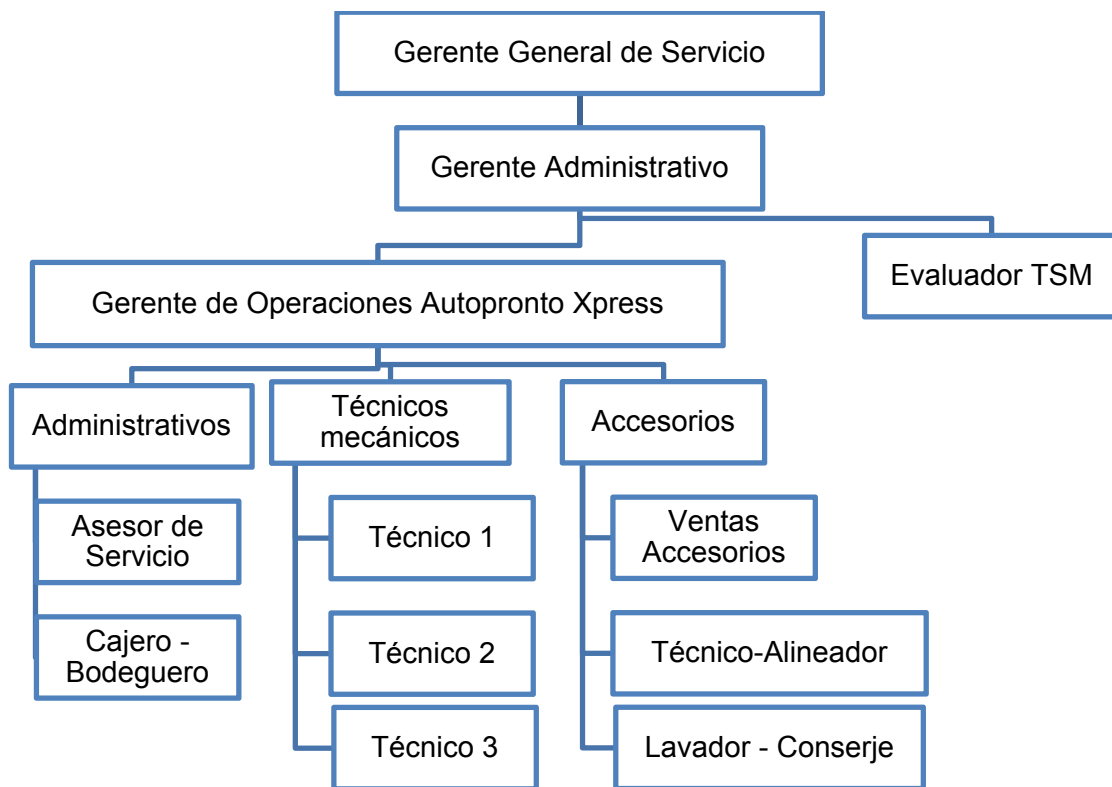 Gerente General de Servicio
Gerente Administrativo
Evaluador TSM
Gerente de Operaciones Autopronto Xpress
Administrativos
Técnicos
mecánicos
Accesorios
Asesor de
Servicio
Cajero -
Bodeguero
Técnico 1
Técnico 2
Técnico 3
Ventas
Accesorios
Técnico-Alineador
Lavador - Conserje